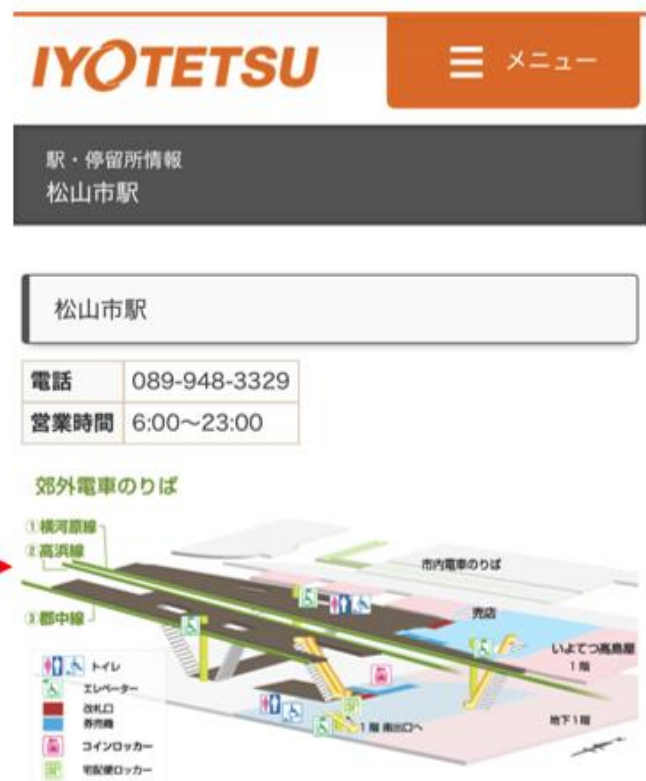 IYOTETSU
メニュー
駅・停留所情報
松山市駅
松山市駅
電話 089-948-3329
営業時間 6:00〜23:00
郊外電車のりば
①横河原線
②高浜線
③郡中線
市内電車のりば
売店
いよてつ髙島屋
1階
トイレ
エレベーター
改札口
券売機
コインロッカー
宅配便ロッカー
1階 南出口へ
地下1階